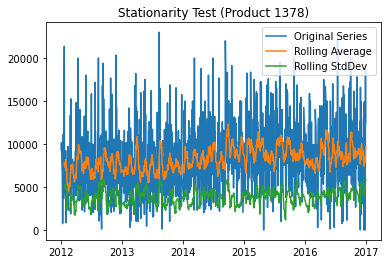 Stationarity Test (Product 1378)
Original Series
Rolling Average
Rolling StdDev
20000
15000
10000
5000
0
2012 2013 2014 2015 2016 2017